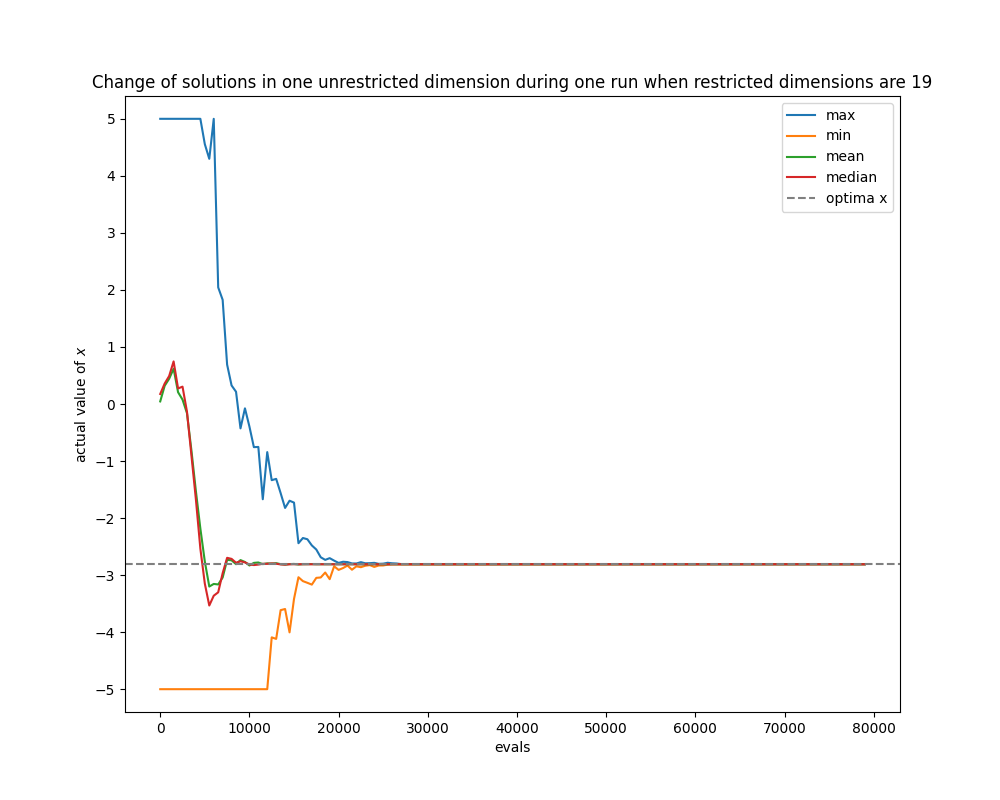 Change of solutions in one unrestricted dimension during one run when restricted dimensions are 19
max
min
mean
median
optima x
5
4
3
2
1
0
−1
−2
−3
−4
−5
actual value of x
0 10000 20000 30000 40000 50000 60000 70000 80000
evals